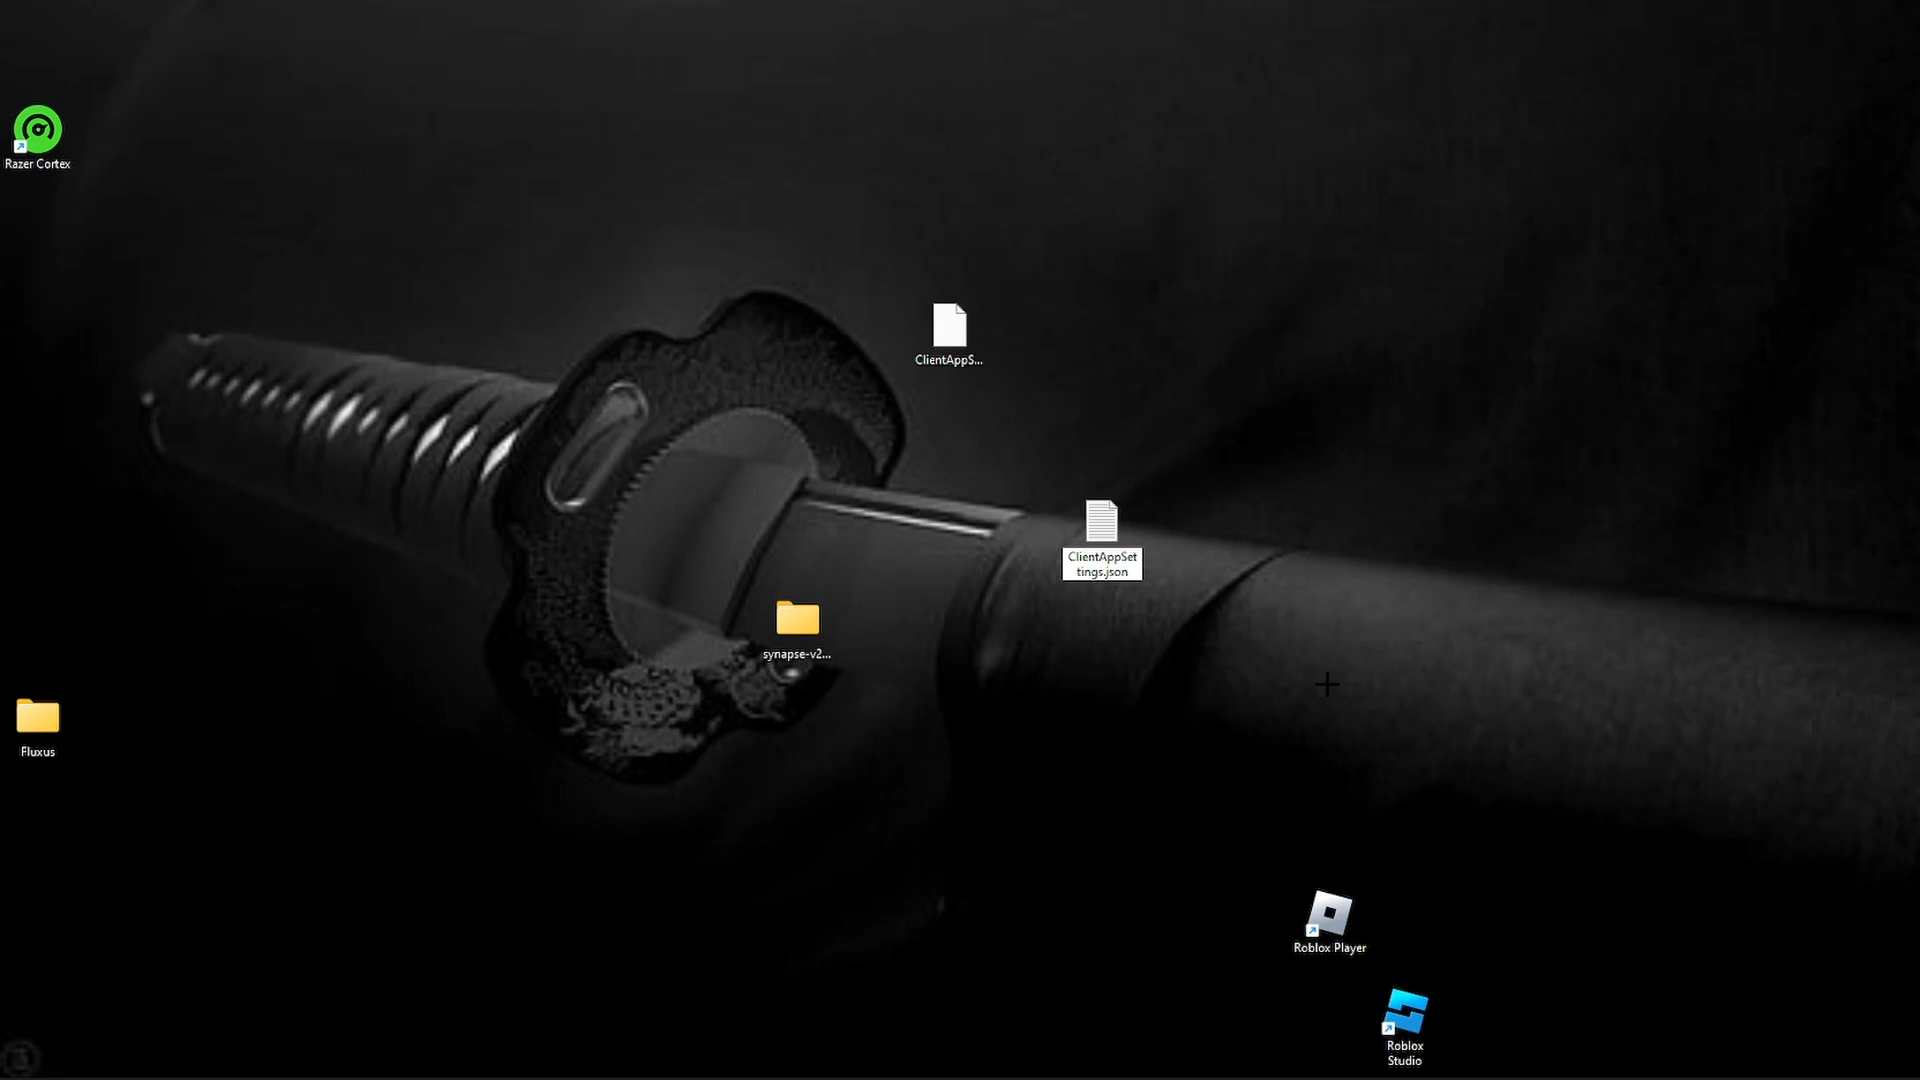 Razer Cortex
ClientAppS...
ClientAppSet
tings.json
synapse-v2...
Fluxus
Roblox Player
Roblox
Studio